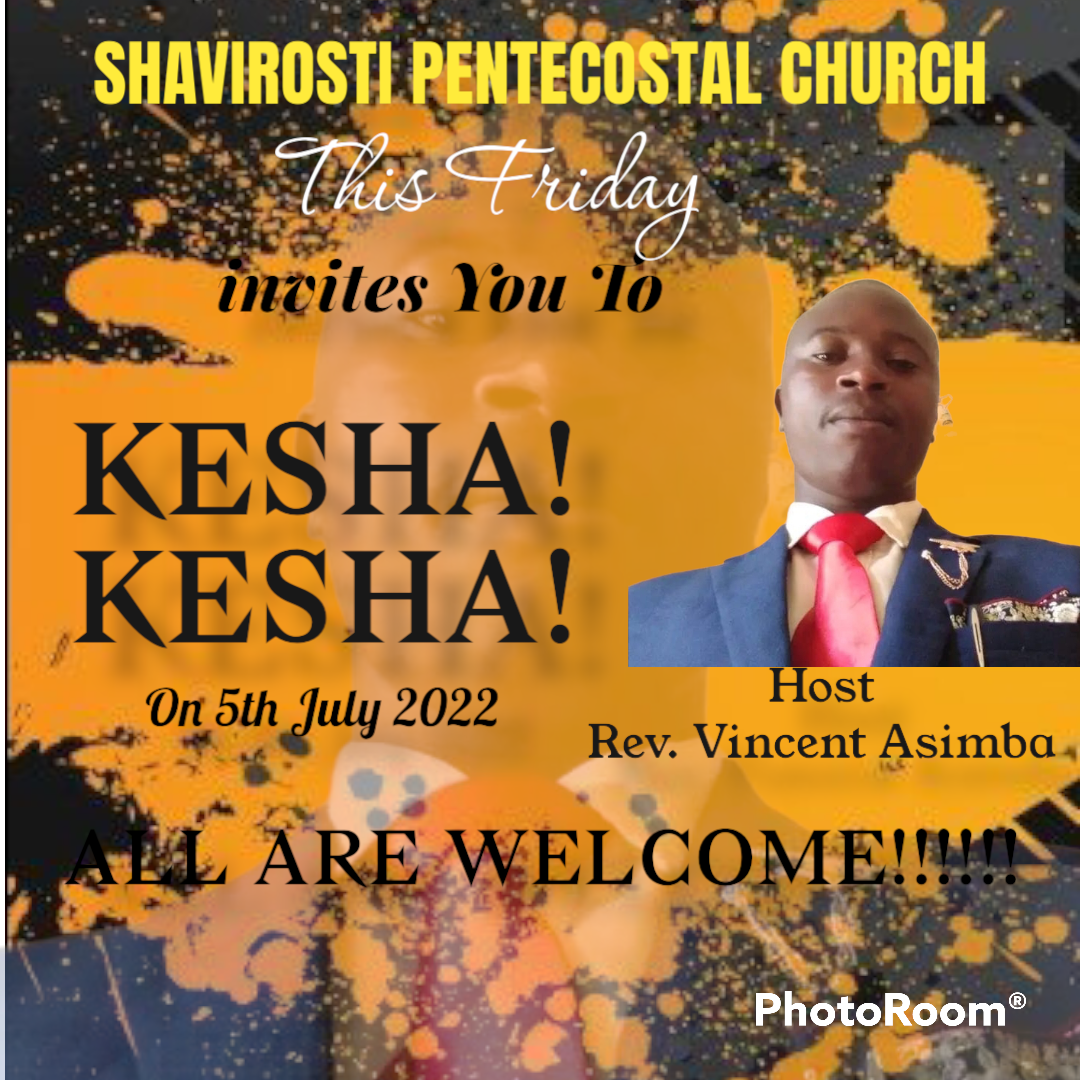 SHAVIROSTI PENTECOSTAL CHURCH
This Friday
invites You To
KESHA!
KESHA!
On 5th July 2022
Host
Rev. Vincent Asimba
ALL ARE WELCOME!!!!!!
PhotoRoom®